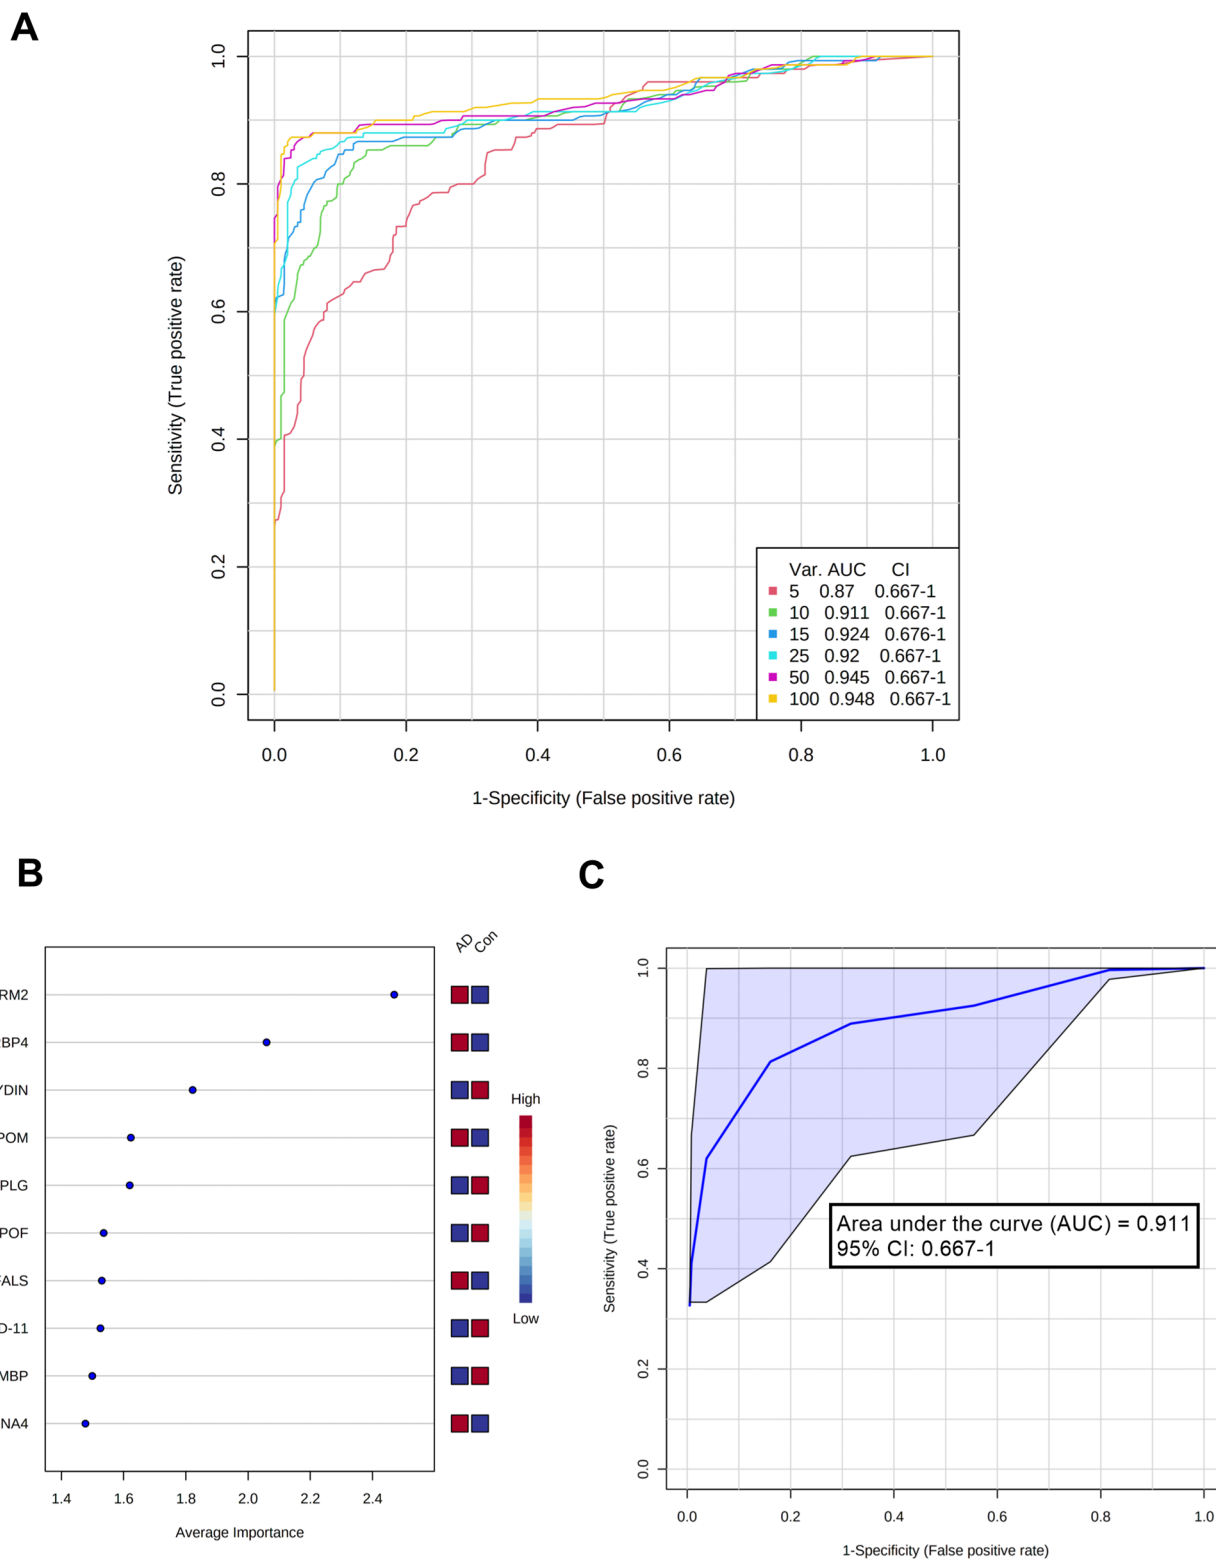 A
1.0
0.8
0.6
0.4
0.2
0.0
Sensitivity (True positive rate)
Var. AUC CI
5 0.87 0.667-1
10 0.911 0.667-1
15 0.924 0.676-1
25 0.92 0.667-1
50 0.945 0.667-1
100 0.948 0.667-1
0.0 0.2 0.4 0.6 0.8 1.0
1-Specificity (False positive rate)
B
AD Con
RM2
BP4
YDIN
POM
PLG
POF
FALS
D-11
MBP
NA4
High
Low
1.4 1.6 1.8 2.0 2.2 2.4
Average Importance
C
1.0
0.8
0.6
0.4
0.2
0.0
Sensitivity (True positive rate)
Area under the curve (AUC) = 0.911
95% CI: 0.667-1
0.0 0.2 0.4 0.6 0.8 1.0
1-Specificity (False positive rate)